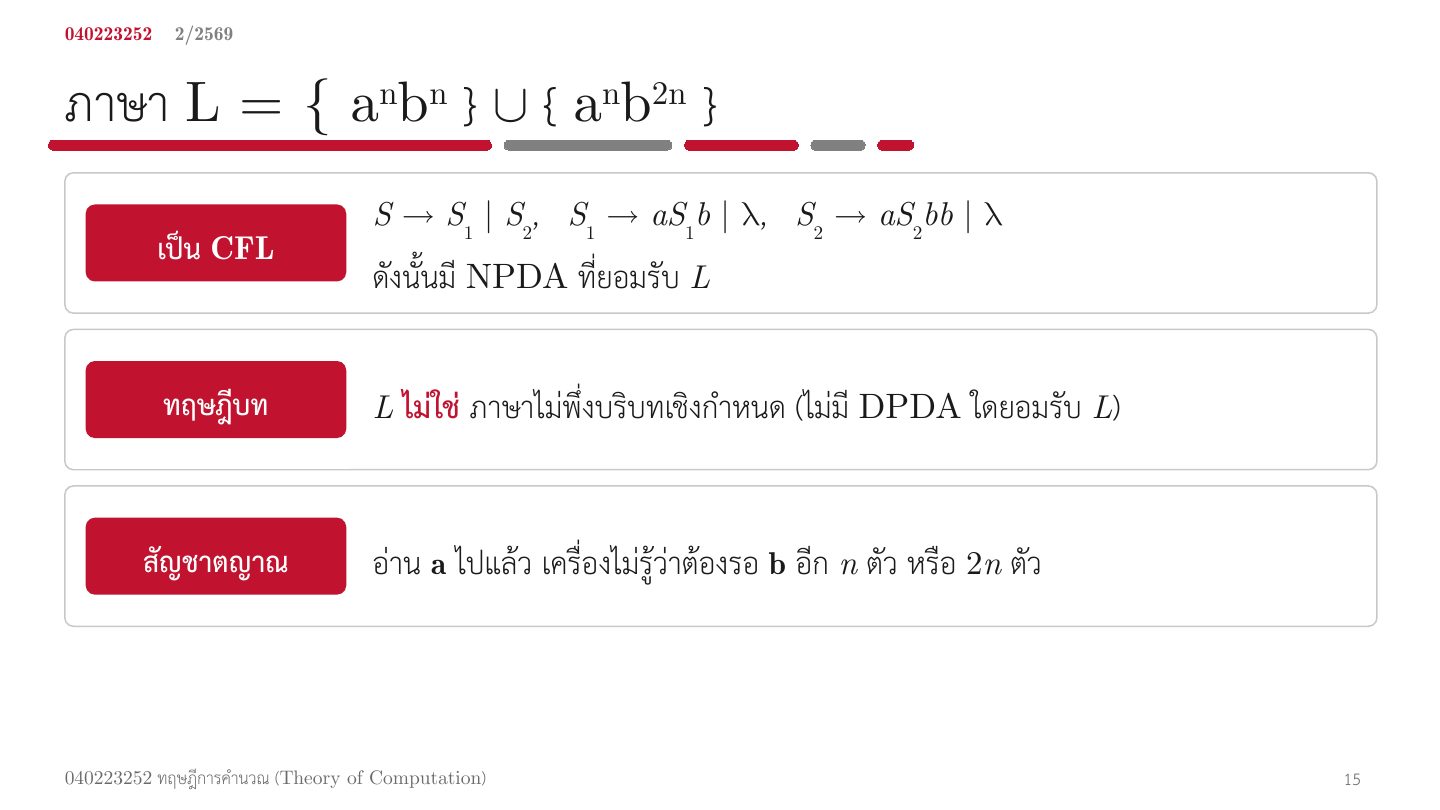 040223252 2/2569
ภาษา L = { aⁿbⁿ } ∪ { aⁿb²ⁿ }
เป็น CFL
S → S₁ | S₂, S₁ → aS₁b | λ, S₂ → aS₂bb | λ
ดังนั้นมี NPDA ที่ยอมรับ L
ทฤษฎีบท
L ไม่ใช่ ภาษาไม่พึ่งบริบทเชิงกำหนด (ไม่มี DPDA ใดยอมรับ L)
สัญชาตญาณ
อ่าน a ไปแล้ว เครื่องไม่รู้ว่าต้องรอ b อีก n ตัว หรือ 2n ตัว
040223252 ทฤษฎีการคำนวณ (Theory of Computation)
15